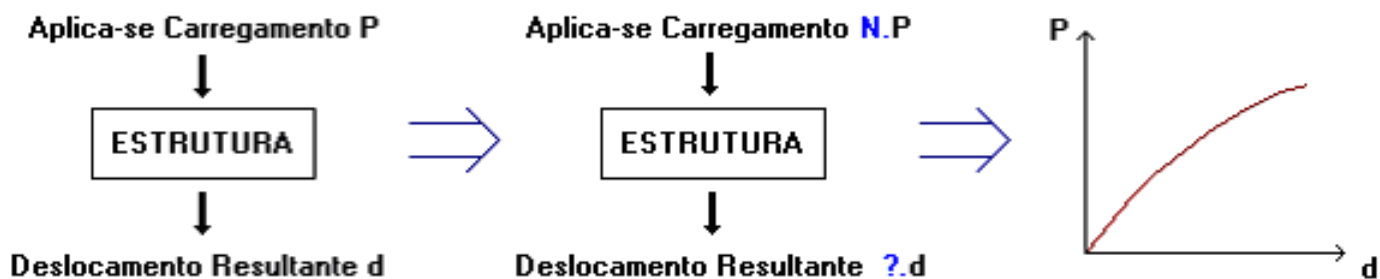 Aplica-se Carregamento P
ESTRUTURA
Deslocamento Resultante d
Aplica-se Carregamento N.P
ESTRUTURA
Deslocamento Resultante ?.d
P
d